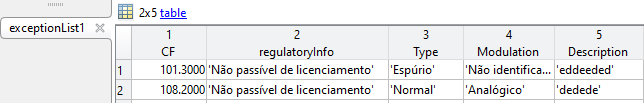 exceptionList1
2x5 table
1 2 3 4 5
CF regulatoryInfo Type Modulation Description
1 101.3000 'Não passível de licenciamento' 'Espúrio' 'Não identifica... 'eddeeded'
2 108.2000 'Não passível de licenciamento' 'Normal' 'Analógico' 'dedede'